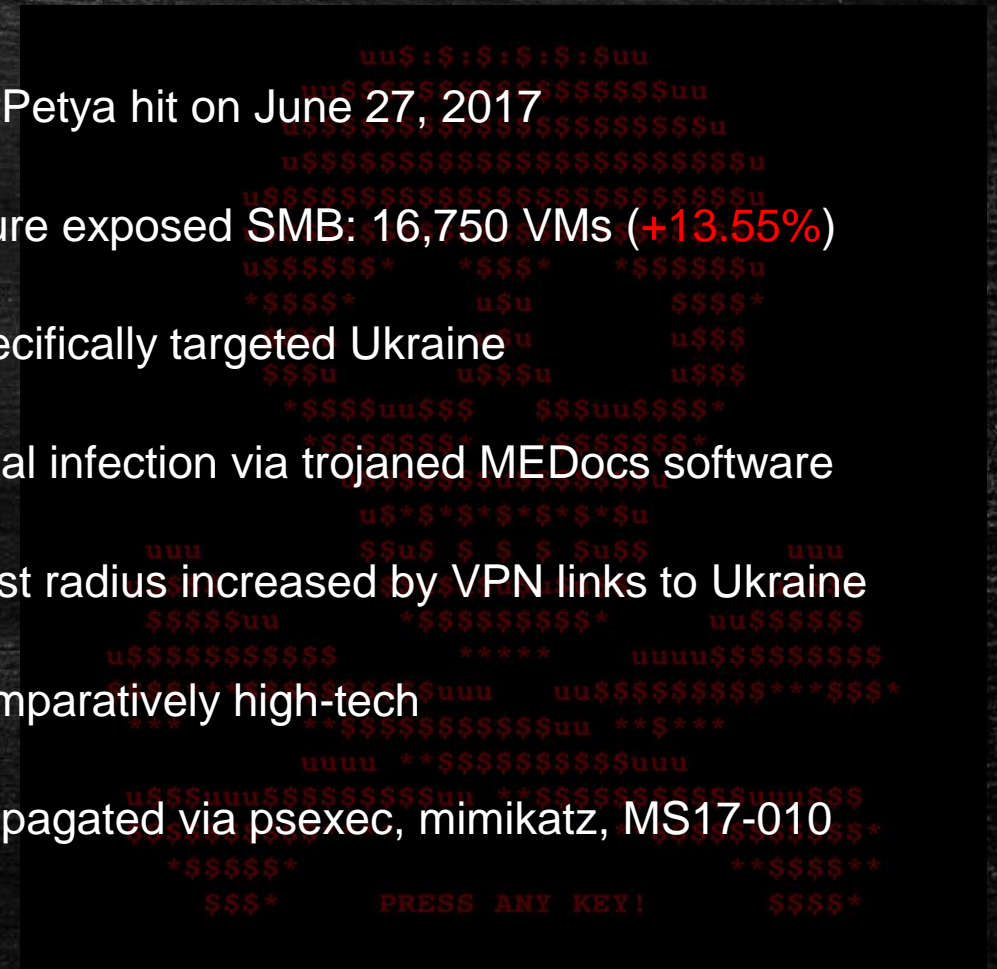 Petya hit on June 27, 2017
ure exposed SMB: 16,750 VMs (+13.55%)
ecifically targeted Ukraine
al infection via trojaned MEDocs software
st radius increased by VPN links to Ukraine
mparatively high-tech
pagated via psexec, mimikatz, MS17-010
PRESS ANY KEY!